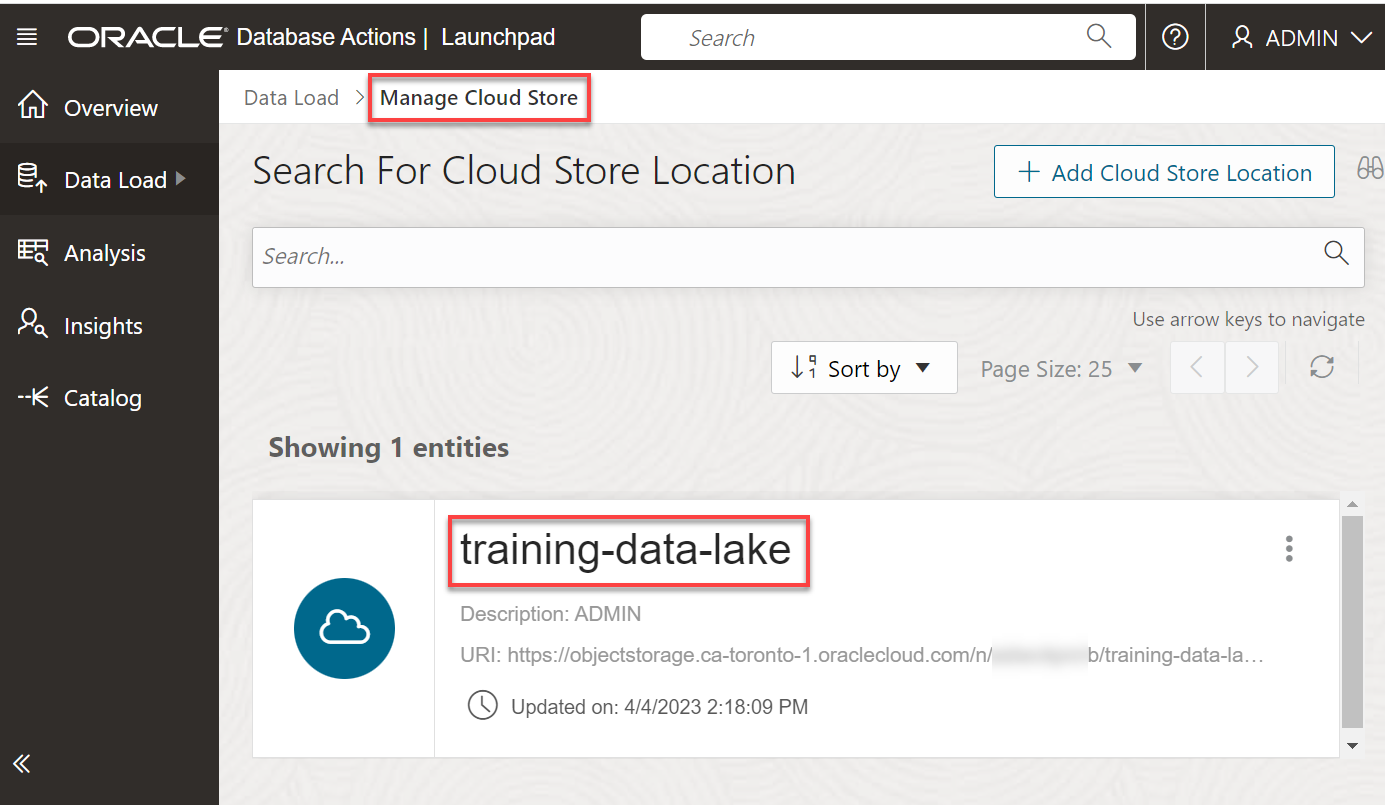 ORACLE Database Actions | Launchpad
Search
ADMIN
Overview
Data Load
Analysis
Insights
Catalog
Data Load > Manage Cloud Store
Search For Cloud Store Location
+ Add Cloud Store Location
Search...
Use arrow keys to navigate
Sort by
Page Size: 25
Showing 1 entities
training-data-lake
Description: ADMIN
URI: https://objectstorage.ca-toronto-1.oraclecloud.com/n/ b/training-data-la…
Updated on: 4/4/2023 2:18:09 PM